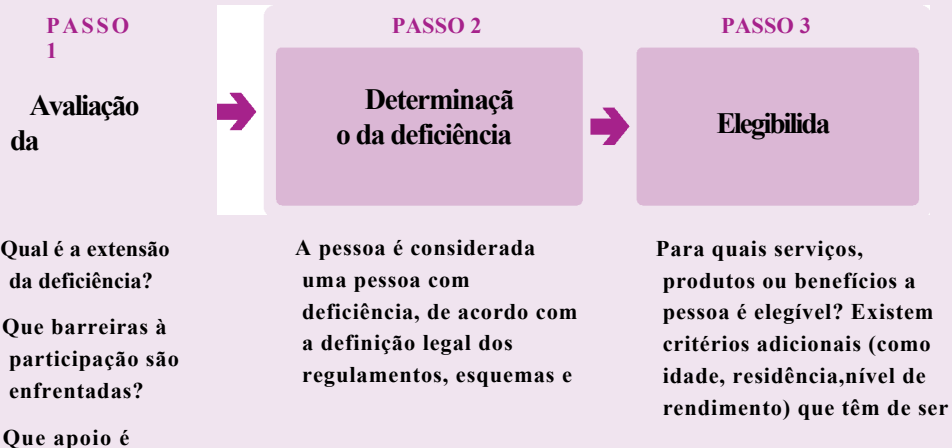 PASSO
1
Avaliação
da
Qual é a extensão
da deficiência?
Que barreiras à
participação são
enfrentadas?
Que apoio é
PASSO 2
Determinaçã
o da deficiência
A pessoa é considerada
uma pessoa com
deficiência, de acordo com
a definição legal dos
regulamentos, esquemas e
PASSO 3
Elegibilida
Para quais serviços,
produtos ou benefícios a
pessoa é elegível? Existem
critérios adicionais (como
idade, residência,nível de
rendimento) que têm de ser